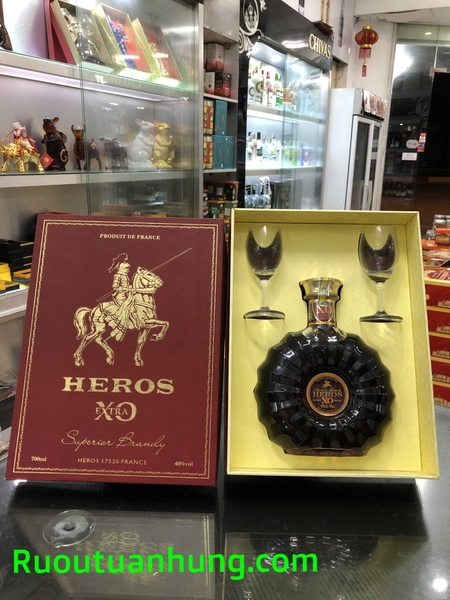 CHIVAS
PRODUIT DE FRANCE
HEROS
XO
EXTRA
Superior Brandy
HEROS 17520 FRANCE
700ml
40%vol
HEROS
XO
Ruoutuanhung.com